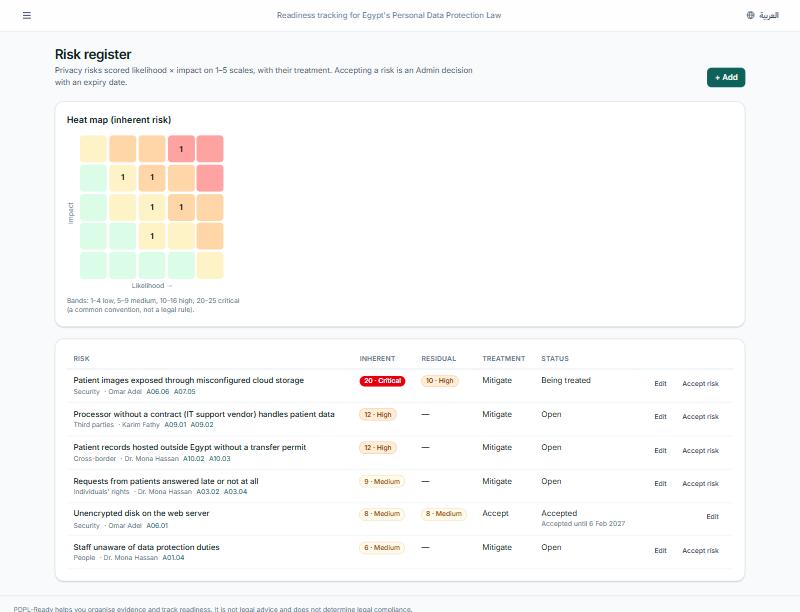 Readiness tracking for Egypt's Personal Data Protection Law
العربية
Risk register
Privacy risks scored likelihood × impact on 1–5 scales, with their treatment. Accepting a risk is an Admin decision
with an expiry date.
+ Add
Heat map (inherent risk)
1
1 1
1 1
1
Impact
Likelihood →
Bands: 1–4 low, 5–9 medium, 10–16 high, 20–25 critical
(a common convention, not a legal rule).
RISK INHERENT RESIDUAL TREATMENT STATUS
Patient images exposed through misconfigured cloud storage 20 · Critical 10 · High Mitigate Being treated Edit Accept risk
Security · Omar Adel A06.06 A07.05
Processor without a contract (IT support vendor) handles patient data 12 · High — Mitigate Open Edit Accept risk
Third parties · Karim Fathy A09.01 A09.02
Patient records hosted outside Egypt without a transfer permit 12 · High — Mitigate Open Edit Accept risk
Cross-border · Dr. Mona Hassan A10.02 A10.03
Requests from patients answered late or not at all 9 · Medium — Mitigate Open Edit Accept risk
Individuals' rights · Dr. Mona Hassan A03.02 A03.04
Unencrypted disk on the web server 8 · Medium 8 · Medium Accept Accepted Edit
Security · Omar Adel A06.01 Accepted until 6 Feb 2027
Staff unaware of data protection duties 6 · Medium — Mitigate Open Edit Accept risk
People · Dr. Mona Hassan A01.04
PDPL-Ready helps you organise evidence and track readiness. It is not legal advice and does not determine legal compliance.